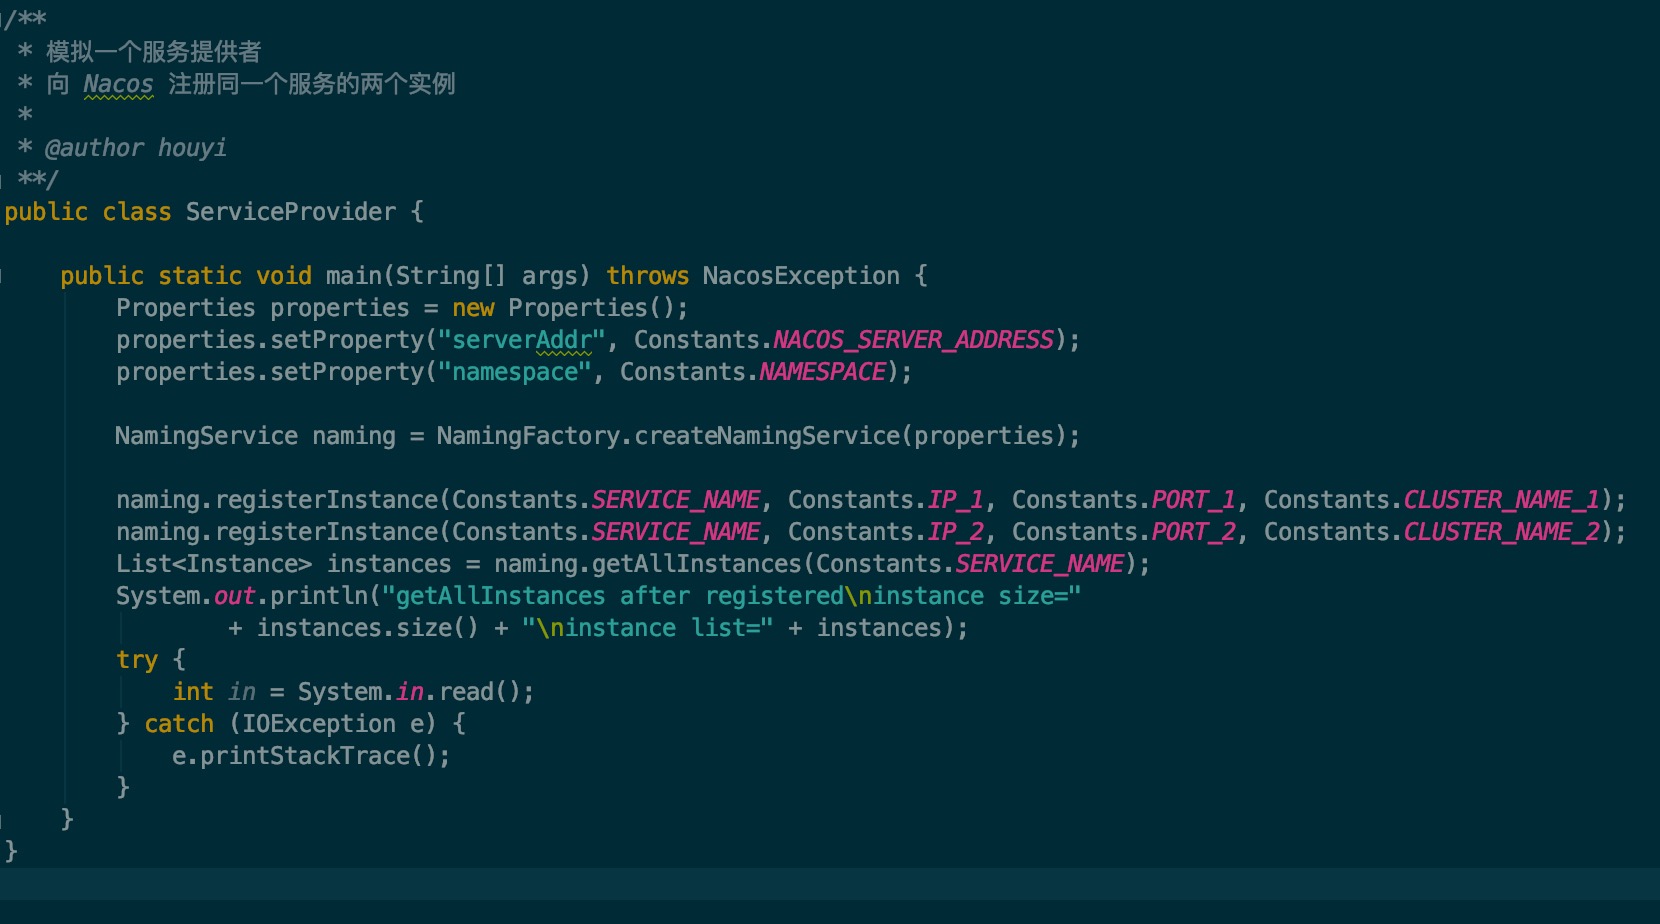 /**
 * 模拟一个服务提供者
 * 向 Nacos 注册同一个服务的两个实例
 *
 * @author houyi
 **/
public class ServiceProvider {

    public static void main(String[] args) throws NacosException {
        Properties properties = new Properties();
        properties.setProperty("serverAddr", Constants.NACOS_SERVER_ADDRESS);
        properties.setProperty("namespace", Constants.NAMESPACE);

        NamingService naming = NamingFactory.createNamingService(properties);

        naming.registerInstance(Constants.SERVICE_NAME, Constants.IP_1, Constants.PORT_1, Constants.CLUSTER_NAME_1);
        naming.registerInstance(Constants.SERVICE_NAME, Constants.IP_2, Constants.PORT_2, Constants.CLUSTER_NAME_2);
        List<Instance> instances = naming.getAllInstances(Constants.SERVICE_NAME);
        System.out.println("getAllInstances after registered\ninstance size="
                + instances.size() + "\ninstance list=" + instances);
        try {
            int in = System.in.read();
        } catch (IOException e) {
            e.printStackTrace();
        }
    }
}